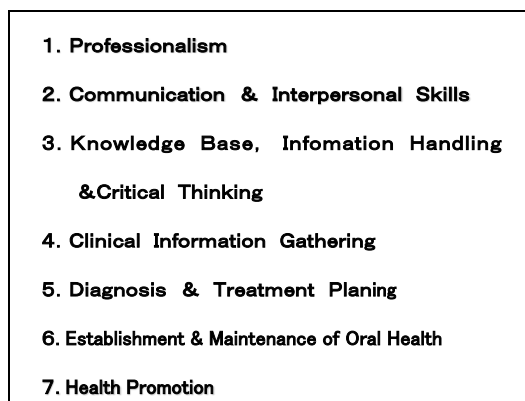 1. Professionalism
2. Communication & Interpersonal Skills
3. Knowledge Base, Infomation Handling
&Critical Thinking
4. Clinical Information Gathering
5. Diagnosis & Treatment Planing
6. Establishment & Maintenance of Oral Health
7. Health Promotion